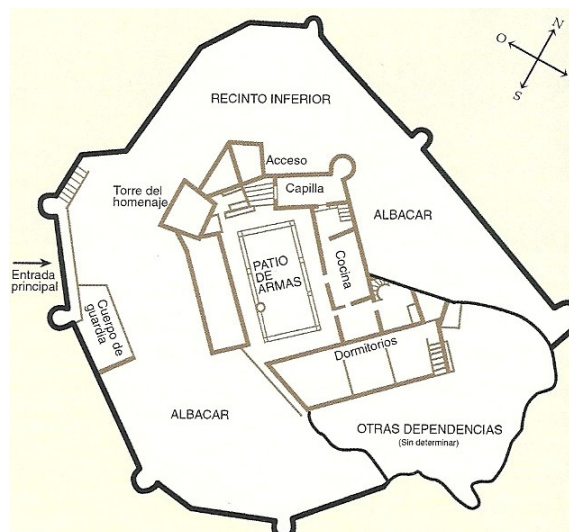 N
O
S
RECINTO INFERIOR
Acceso
Capilla
Torre del
homenaje
ALBACAR
PATIO
DE
ARMAS
Cocina
Entrada
principal
Cuerpo de
guardia
Dormitorios
ALBACAR
OTRAS DEPENDENCIAS
(Sin determinar)